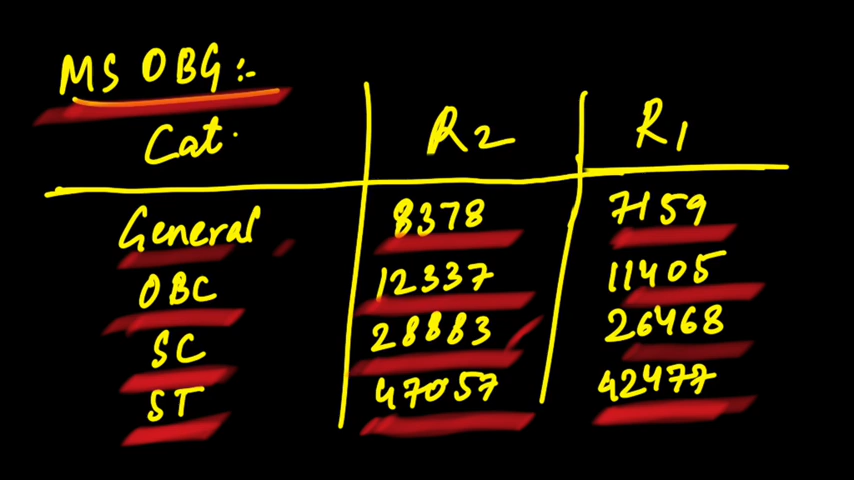 MS OBG:-
Cat. R2 R1
General 8378 7159
OBC 12337 11405
SC 28883 26468
ST 47057 42477